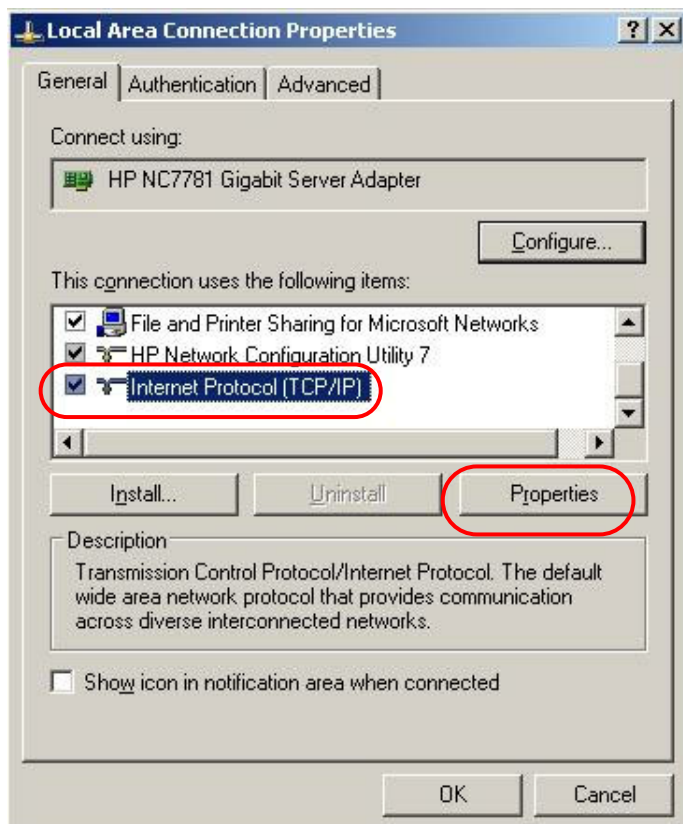 Local Area Connection Properties
General Authentication Advanced
Connect using:
HP NC7781 Gigabit Server Adapter
Configure...
This connection uses the following items:
File and Printer Sharing for Microsoft Networks
HP Network Configuration Utility 7
Internet Protocol (TCP/IP)
Install... Uninstall Properties
Description
Transmission Control Protocol/Internet Protocol. The default
wide area network protocol that provides communication
across diverse interconnected networks.
Show icon in notification area when connected
OK Cancel